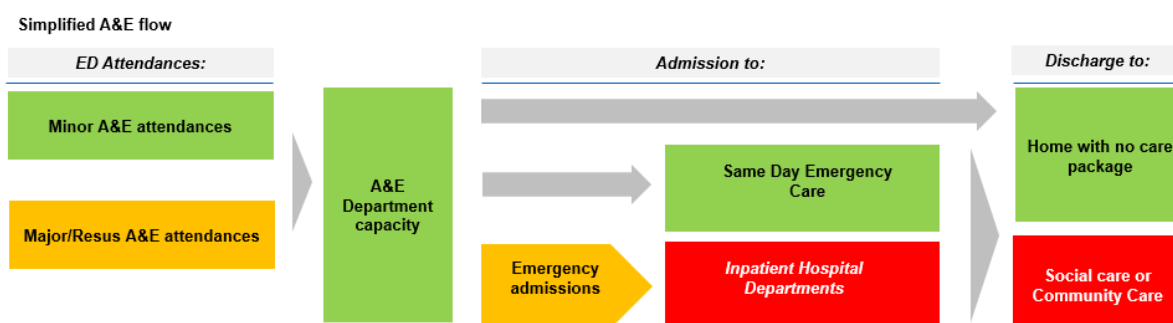 Simplified A&E flow
ED Attendances:
Admission to:
Discharge to:
Minor A&E attendances
Major/Resus A&E attendances
A&E
Department
capacity
Same Day Emergency
Care
Emergency
admissions
Inpatient Hospital
Departments
Home with no care
package
Social care or
Community Care